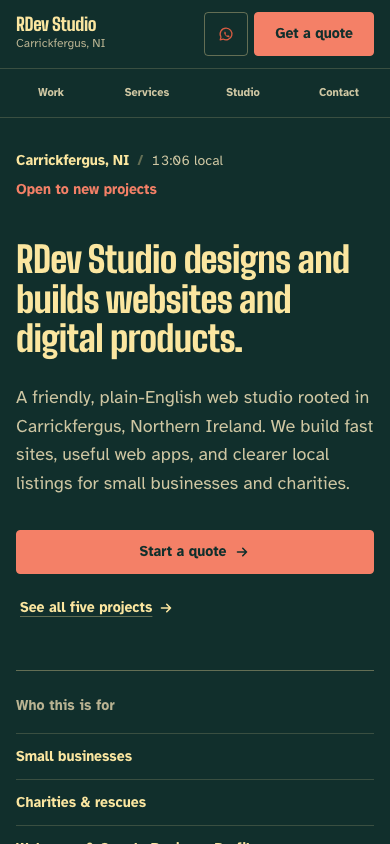 RDev Studio
Carrickfergus, NI
Get a quote
Work
Services
Studio
Contact
Carrickfergus, NI / 13:06 local
Open to new projects
RDev Studio designs and
builds websites and
digital products.
A friendly, plain-English web studio rooted in
Carrickfergus, Northern Ireland. We build fast
sites, useful web apps, and clearer local
listings for small businesses and charities.
Start a quote →
See all five projects →
Who this is for
Small businesses
Charities & rescues